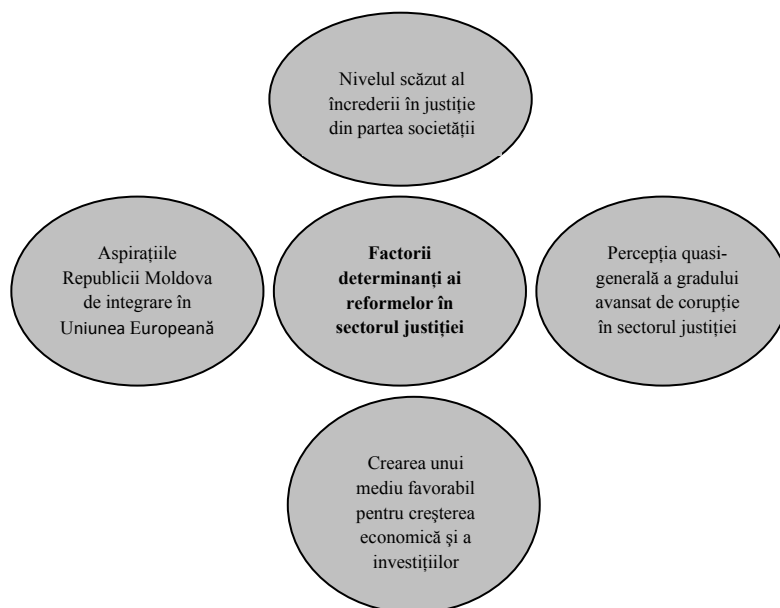 Nivelul scăzut al
încrederii în justiție
din partea societății
Aspirațiile
Republicii Moldova
de integrare în
Uniunea Europeană
Factorii
determinanți ai
reformelor în
sectorul justiției
Percepția quasi-
generală a gradului
avansat de corupție
în sectorul justiției
Crearea unui
mediu favorabil
pentru creşterea
economică şi a
investițiilor